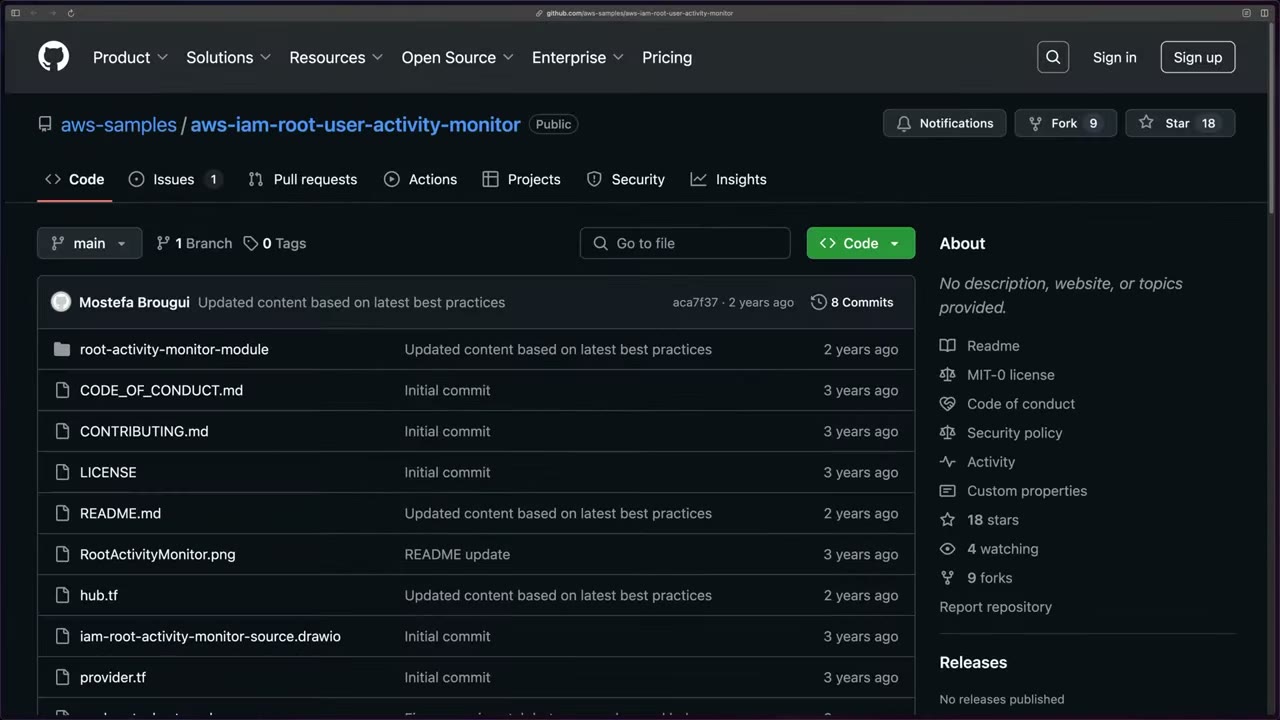 github.com/aws-samples/aws-iam-root-user-activity-monitor
Product Solutions Resources Open Source Enterprise Pricing Sign in Sign up
aws-samples / aws-iam-root-user-activity-monitor Public Notifications Fork 9 Star 18
Code Issues 1 Pull requests Actions Projects Security Insights
main 1 Branch 0 Tags Go to file Code
Mostefa Brougui Updated content based on latest best practices aca7f37 · 2 years ago 8 Commits
root-activity-monitor-module Updated content based on latest best practices 2 years ago
CODE_OF_CONDUCT.md Initial commit 3 years ago
CONTRIBUTING.md Initial commit 3 years ago
LICENSE Initial commit 3 years ago
README.md Updated content based on latest best practices 2 years ago
RootActivityMonitor.png README update 3 years ago
hub.tf Updated content based on latest best practices 2 years ago
iam-root-activity-monitor-source.drawio Initial commit 3 years ago
provider.tf Initial commit 3 years ago
About
No description, website, or topics
provided.
Readme
MIT-0 license
Code of conduct
Security policy
Activity
Custom properties
18 stars
4 watching
9 forks
Report repository
Releases
No releases published